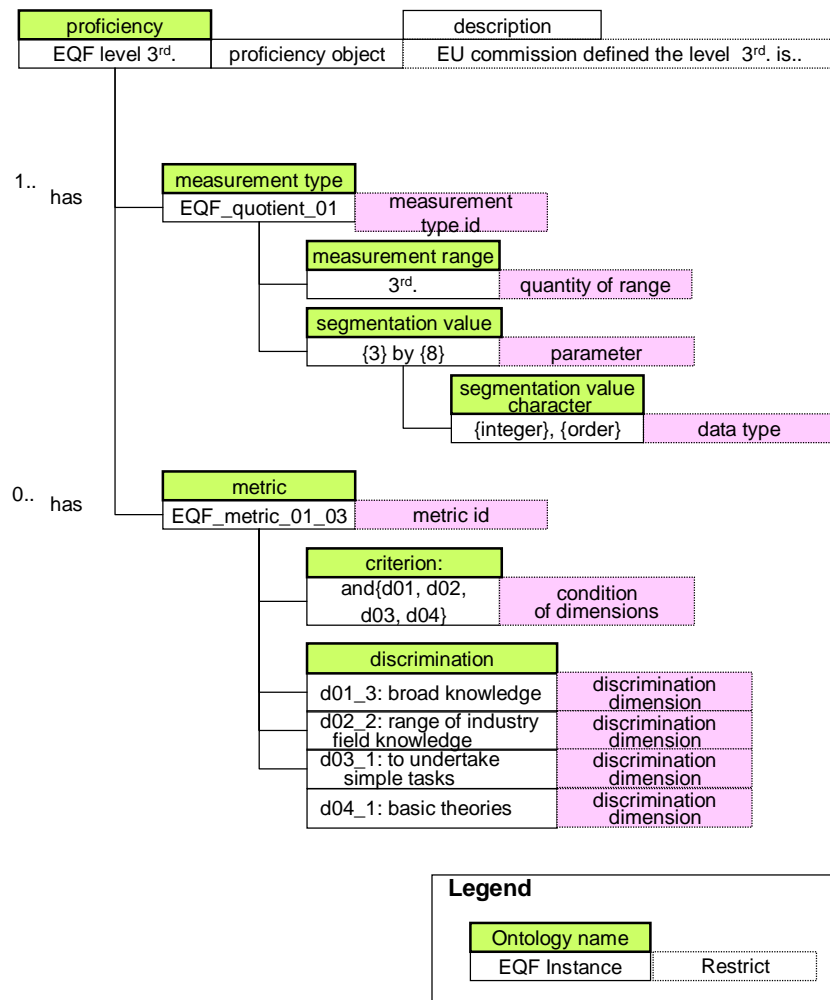 proficiency
description
EQF level 3rd.
proficiency object
EU commission defined the level 3rd. is..
1..
has
measurement type
EQF_quotient_01
measurement
type id
measurement range
3rd.
quantity of range
segmentation value
{3} by {8}
parameter
segmentation value
character
{integer}, {order}
data type
0..
has
metric
EQF_metric_01_03
metric id
criterion:
and{d01, d02,
d03, d04}
condition
of dimensions
discrimination
d01_3: broad knowledge
discrimination
dimension
d02_2: range of industry
field knowledge
discrimination
dimension
d03_1: to undertake
simple tasks
discrimination
dimension
d04_1: basic theories
discrimination
dimension
Legend
Ontology name
EQF Instance
Restrict